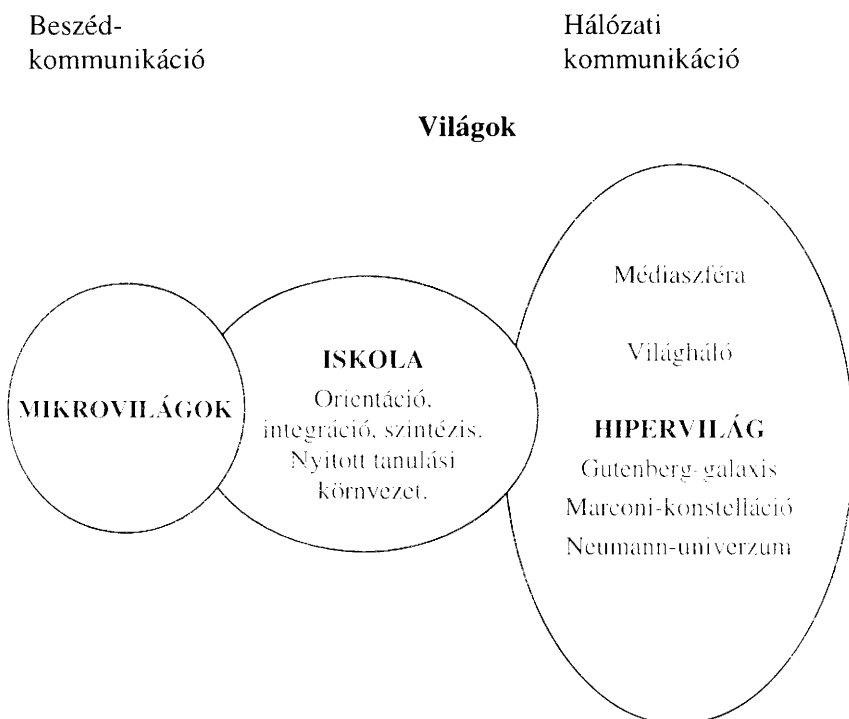 Beszéd-
kommunikáció
Hálózati
kommunikáció
Világok
MIKROVILÁGOK
ISKOLA
Orientáció,
integráció, szintézis.
Nyitott tanulási
környezet.
Médiaszféra
Világháló
HIPERVILÁG
Gutenberg-galaxis
Marconi-konstelláció
Neumann-univerzum